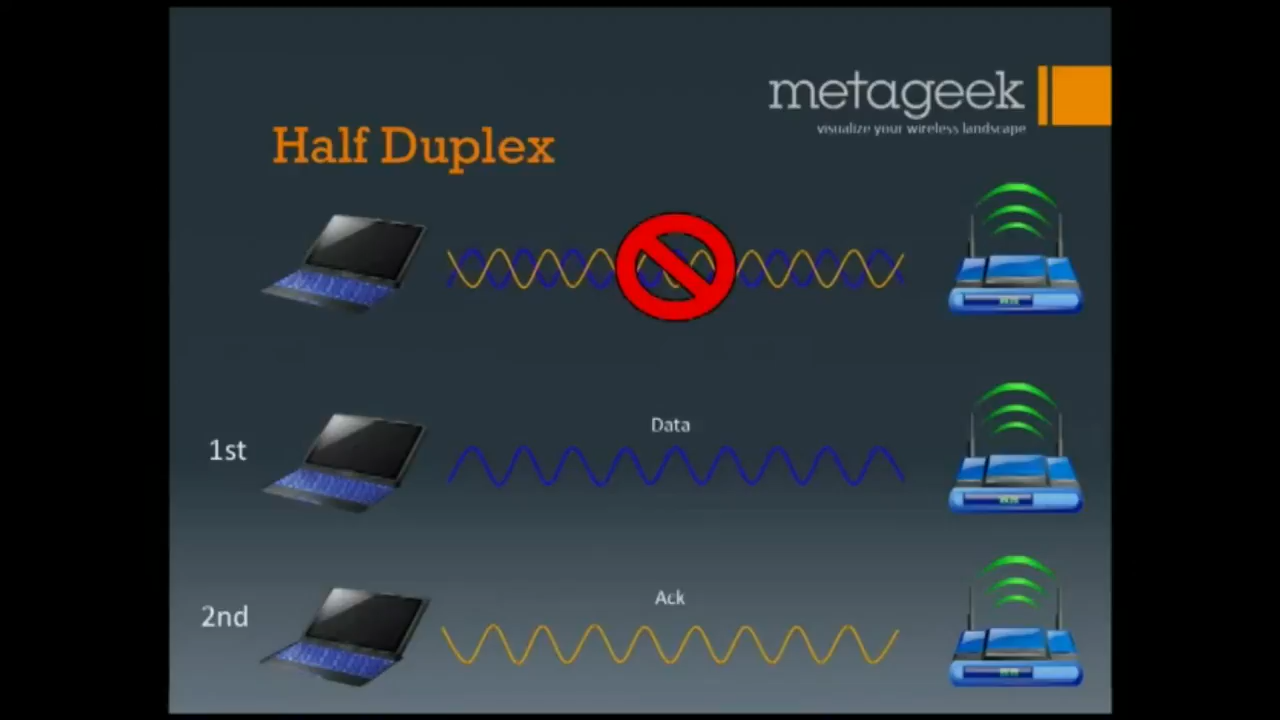 metageek
visualize your wireless landscape
Half Duplex
Data
1st
Ack
2nd